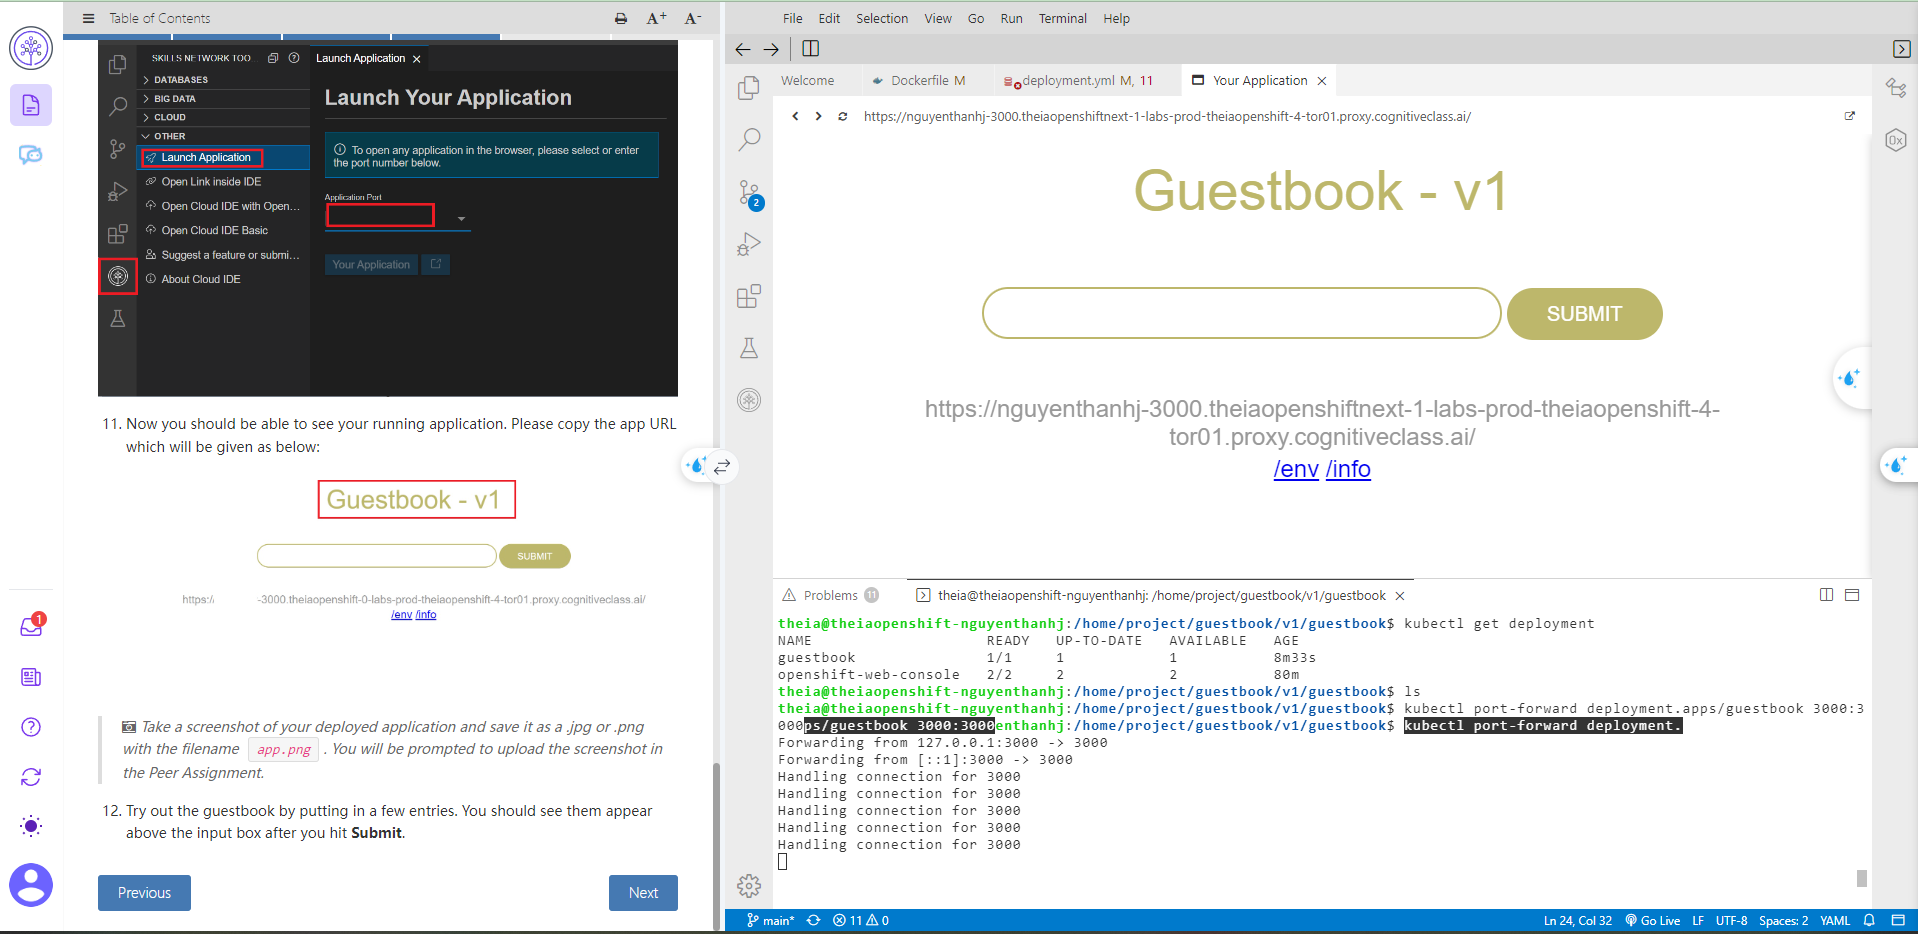 Table of Contents
A+
A-
SKILLS NETWORK TOO...
Launch Application
DATABASES
BIG DATA
CLOUD
OTHER
Launch Application
Open Link inside IDE
Open Cloud IDE with Open...
Open Cloud IDE Basic
Suggest a feature or submi...
About Cloud IDE
Launch Your Application
To open any application in the browser, please select or enter
the port number below.
Application Port
Your Application
11. Now you should be able to see your running application. Please copy the app URL
which will be given as below:
Guestbook - v1
SUBMIT
https:// -3000.theiaopenshift-0-labs-prod-theiaopenshift-4-tor01.proxy.cognitiveclass.ai/
/env /info
Take a screenshot of your deployed application and save it as a .jpg or .png
with the filename app.png . You will be prompted to upload the screenshot in
the Peer Assignment.
12. Try out the guestbook by putting in a few entries. You should see them appear
above the input box after you hit Submit.
Previous
Next
1
File Edit Selection View Go Run Terminal Help
Welcome
Dockerfile M
deployment.yml M, 11
Your Application
https://nguyenthanhj-3000.theiaopenshiftnext-1-labs-prod-theiaopenshift-4-tor01.proxy.cognitiveclass.ai/
2
Guestbook - v1
SUBMIT
https://nguyenthanhj-3000.theiaopenshiftnext-1-labs-prod-theiaopenshift-4-
tor01.proxy.cognitiveclass.ai/
/env /info
Problems 11
theia@theiaopenshift-nguyenthanhj: /home/project/guestbook/v1/guestbook
theia@theiaopenshift-nguyenthanhj:/home/project/guestbook/v1/guestbook$ kubectl get deployment
NAME READY UP-TO-DATE AVAILABLE AGE
guestbook 1/1 1 1 8m33s
openshift-web-console 2/2 2 2 80m
theia@theiaopenshift-nguyenthanhj:/home/project/guestbook/v1/guestbook$ ls
theia@theiaopenshift-nguyenthanhj:/home/project/guestbook/v1/guestbook$ kubectl port-forward deployment.apps/guestbook 3000:3
000ps/guestbook 3000:3000enthanhj:/home/project/guestbook/v1/guestbook$ kubectl port-forward deployment.
Forwarding from 127.0.0.1:3000 -> 3000
Forwarding from [::1]:3000 -> 3000
Handling connection for 3000
Handling connection for 3000
Handling connection for 3000
Handling connection for 3000
Handling connection for 3000
main* 11 0
Ln 24, Col 32 Go Live LF UTF-8 Spaces: 2 YAML
0x